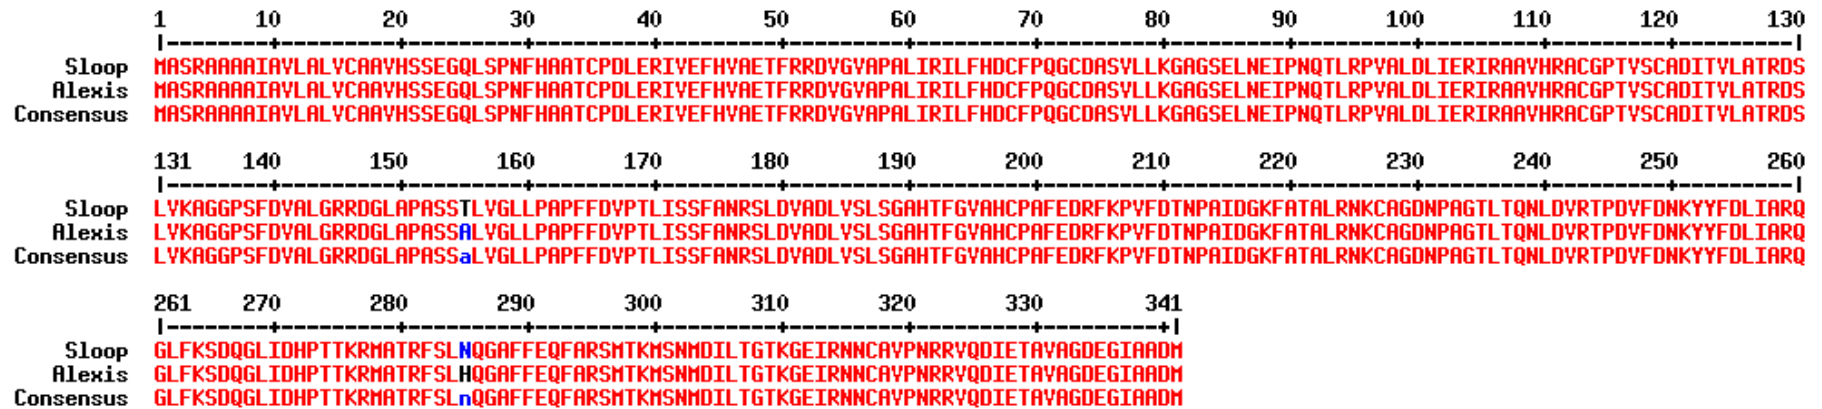 1 10 20 30 40 50 60 70 80 90 100 110 120 130
Sloop MASRAAAAIAVLALVCAAVHSSEGQLSPNFHAATCPDLERIVEFHVAETFRRDVGVAPALIRILFHDCFPQGCDASVLLKGAGSELNEIPNQTLRPVALDLIERIRAAVHRACGPTVSCADITVLATRDS
Alexis MASRAAAAIAVLALVCAAVHSSEGQLSPNFHAATCPDLERIVEFHVAETFRRDVGVAPALIRILFHDCFPQGCDASVLLKGAGSELNEIPNQTLRPVALDLIERIRAAVHRACGPTVSCADITVLATRDS
Consensus MASRAAAAIAVLALVCAAVHSSEGQLSPNFHAATCPDLERIVEFHVAETFRRDVGVAPALIRILFHDCFPQGCDASVLLKGAGSELNEIPNQTLRPVALDLIERIRAAVHRACGPTVSCADITVLATRDS
131 140 150 160 170 180 190 200 210 220 230 240 250 260
Sloop LVKAGGPSFDVALGRRDGLAPASSTLVGLLPAPFFDVPTLISSFANRSLDVADLVSLSGAHTFGVAHCPAFEDRFKPVFDTNPAIDGKFATALRNKCAGDNPAGTLTQNLDVRTPDVFDNKYYFDLIARQ
Alexis LVKAGGPSFDVALGRRDGLAPASSALVGLLPAPFFDVPTLISSFANRSLDVADLVSLSGAHTFGVAHCPAFEDRFKPVFDTNPAIDGKFATALRNKCAGDNPAGTLTQNLDVRTPDVFDNKYYFDLIARQ
Consensus LVKAGGPSFDVALGRRDGLAPASSaLVGLLPAPFFDVPTLISSFANRSLDVADLVSLSGAHTFGVAHCPAFEDRFKPVFDTNPAIDGKFATALRNKCAGDNPAGTLTQNLDVRTPDVFDNKYYFDLIARQ
261 270 280 290 300 310 320 330 341
Sloop GLFKSDQGLIDHPTTKRMATRFSLNQGAFFEQFARSMTKMSNMDILTGTKGEIRNNCAVPNRRVQDIETAVAGDEGIAADM
Alexis GLFKSDQGLIDHPTTKRMATRFSLHQGAFFEQFARSMTKMSNMDILTGTKGEIRNNCAVPNRRVQDIETAVAGDEGIAADM
Consensus GLFKSDQGLIDHPTTKRMATRFSLnQGAFFEQFARSMTKMSNMDILTGTKGEIRNNCAVPNRRVQDIETAVAGDEGIAADM